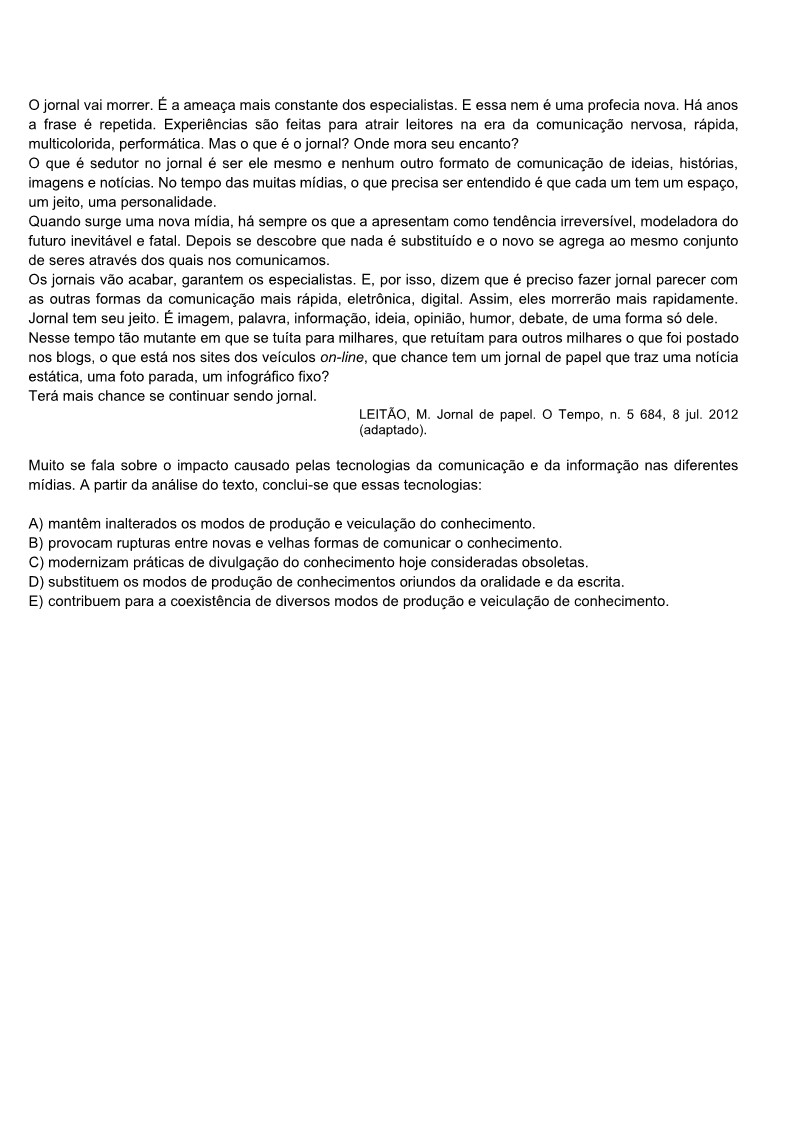 O jornal vai morrer. É a ameaça mais constante dos especialistas. E essa nem é uma profecia nova. Há anos
a frase é repetida. Experiências são feitas para atrair leitores na era da comunicação nervosa, rápida,
multicolorida, performática. Mas o que é o jornal? Onde mora seu encanto?
O que é sedutor no jornal é ser ele mesmo e nenhum outro formato de comunicação de ideias, histórias,
imagens e notícias. No tempo das muitas mídias, o que precisa ser entendido é que cada um tem um espaço,
um jeito, uma personalidade.
Quando surge uma nova mídia, há sempre os que a apresentam como tendência irreversível, modeladora do
futuro inevitável e fatal. Depois se descobre que nada é substituído e o novo se agrega ao mesmo conjunto
de seres através dos quais nos comunicamos.
Os jornais vão acabar, garantem os especialistas. E, por isso, dizem que é preciso fazer jornal parecer com
as outras formas da comunicação mais rápida, eletrônica, digital. Assim, eles morrerão mais rapidamente.
Jornal tem seu jeito. É imagem, palavra, informação, ideia, opinião, humor, debate, de uma forma só dele.
Nesse tempo tão mutante em que se tuíta para milhares, que retuítam para outros milhares o que foi postado
nos blogs, o que está nos sites dos veículos on-line, que chance tem um jornal de papel que traz uma notícia
estática, uma foto parada, um infográfico fixo?
Terá mais chance se continuar sendo jornal.
LEITÃO, M. Jornal de papel. O Tempo, n. 5 684, 8 jul. 2012
(adaptado).
Muito se fala sobre o impacto causado pelas tecnologias da comunicação e da informação nas diferentes
mídias. A partir da análise do texto, conclui-se que essas tecnologias:
A) mantêm inalterados os modos de produção e veiculação do conhecimento.
B) provocam rupturas entre novas e velhas formas de comunicar o conhecimento.
C) modernizam práticas de divulgação do conhecimento hoje consideradas obsoletas.
D) substituem os modos de produção de conhecimentos oriundos da oralidade e da escrita.
E) contribuem para a coexistência de diversos modos de produção e veiculação de conhecimento.